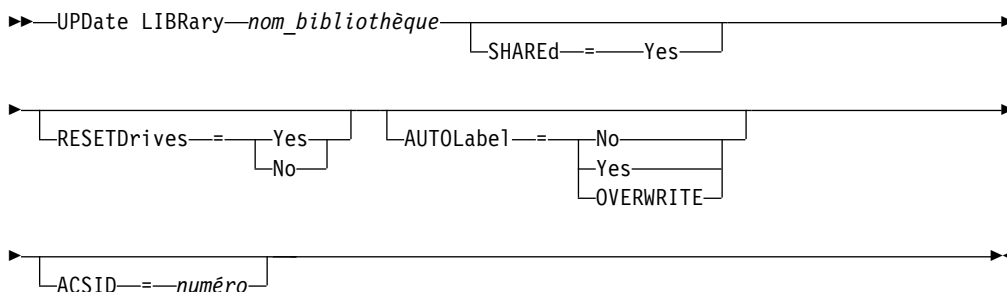 UPDate LIBRary nom_bibliothèque
SHAREd = Yes
RESETDrives = Yes
No
AUTOLabel = No
Yes
OVERWRITE
ACSID = numéro